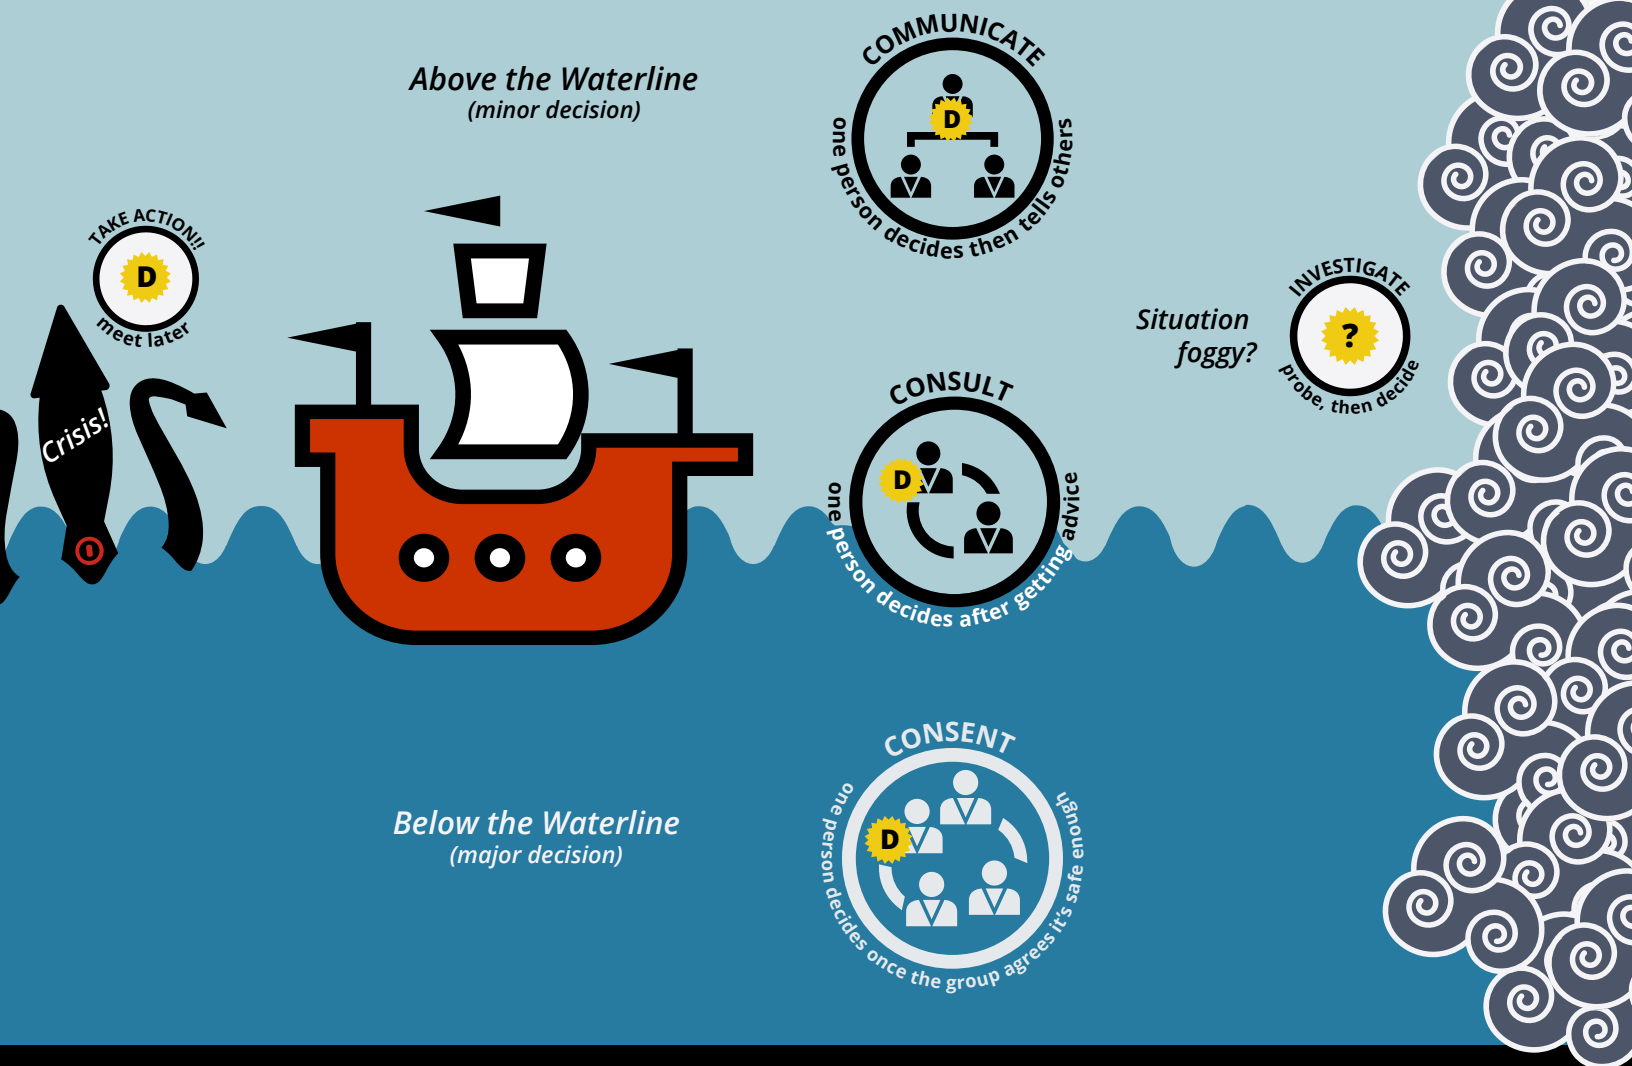 Above the Waterline
(minor decision)
COMMUNICATE
D
one person decides then tells others
TAKE ACTION!!
D
meet later
Crisis!
Situation
foggy?
INVESTIGATE
?
probe, then decide
CONSULT
D
one person decides after getting advice
Below the Waterline
(major decision)
CONSENT
D
one person decides once the group agrees it's safe enough